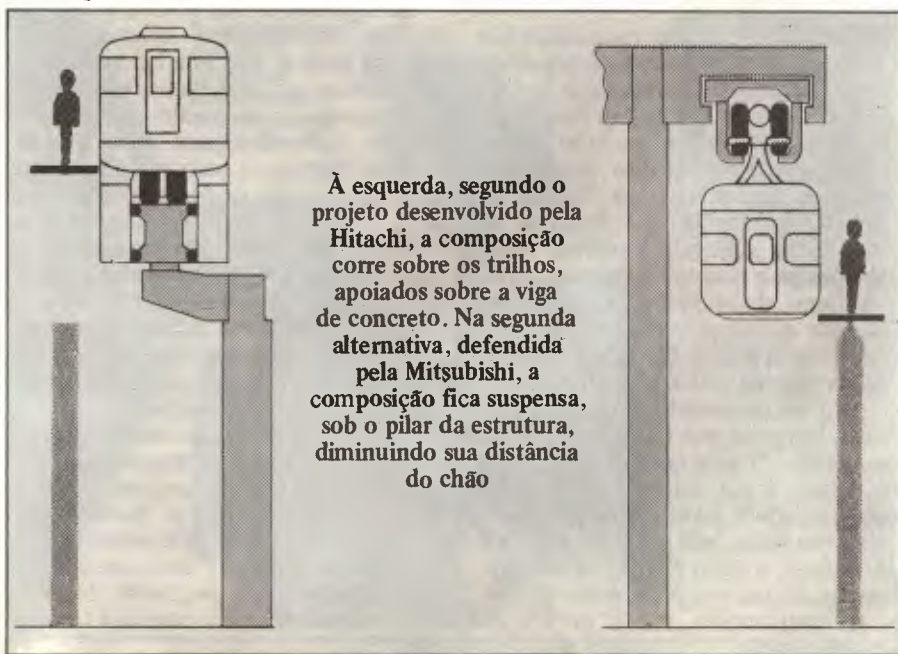 À esquerda, segundo o
projeto desenvolvido pela
Hitachi, a composição
corre sobre os trilhos,
apoiados sobre a viga
de concreto. Na segunda
alternativa, defendida
pela Mitsubishi, a
composição fica suspensa,
sob o pilar da estrutura,
diminuindo sua distância
do chão